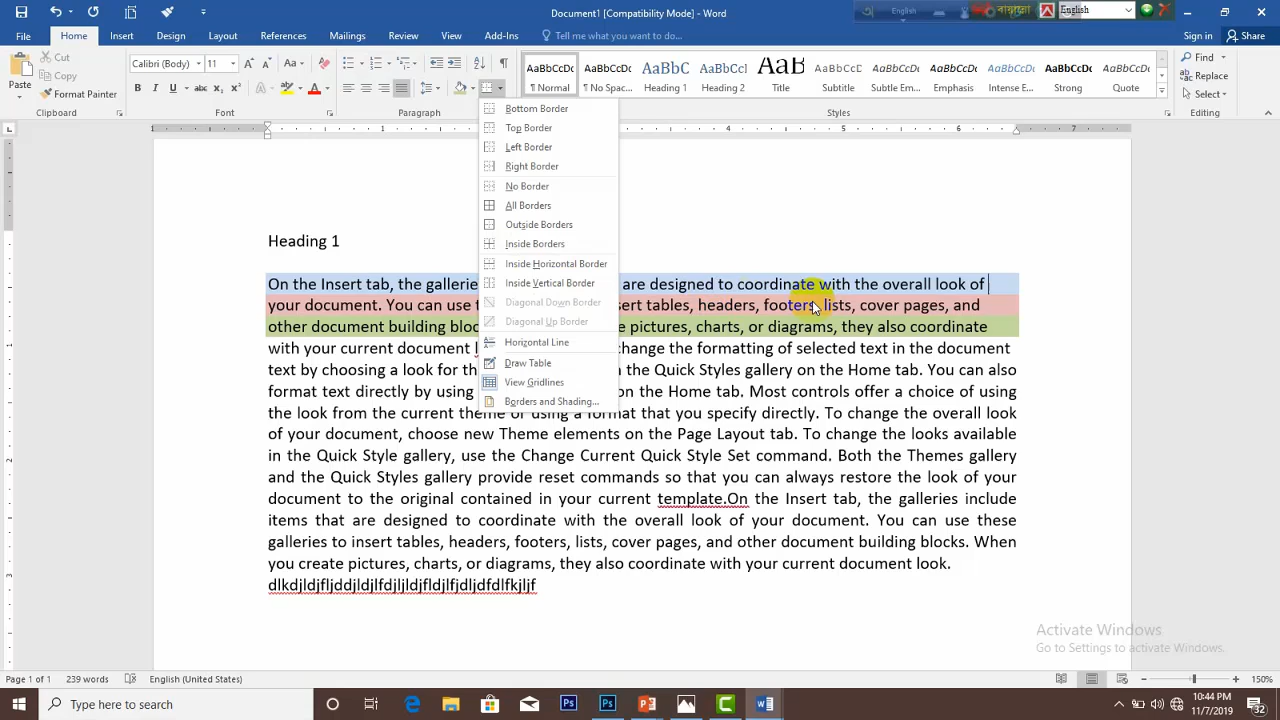 Document1 [Compatibility Mode] - Word
English
English
File Home Insert Design Layout References Mailings Review View Add-Ins Tell me what you want to do... Sign in Share
Paste
Cut
Copy
Format Painter
Clipboard
Calibri (Body) 11
Font
Paragraph
AaBbCcDc AaBbCcDc AaBbC AaBbCcI AaB AaBbCcDc AaBbCcDc AaBbCcDc AaBbCcDc AaBbCcDc AaBbCcDc
¶ Normal ¶ No Spac... Heading 1 Heading 2 Title Subtitle Subtle Em... Emphasis Intense E... Strong Quote
Styles
Find
Replace
Select
Editing
Bottom Border
Top Border
Left Border
Right Border
No Border
All Borders
Outside Borders
Inside Borders
Inside Horizontal Border
Inside Vertical Border
Diagonal Down Border
Diagonal Up Border
Horizontal Line
Draw Table
View Gridlines
Borders and Shading...
Heading 1
On the Insert tab, the gallerie are designed to coordinate with the overall look of
your document. You can use sert tables, headers, footers, lists, cover pages, and
other document building bloc e pictures, charts, or diagrams, they also coordinate
with your current document change the formatting of selected text in the document
text by choosing a look for th the Quick Styles gallery on the Home tab. You can also
format text directly by using on the Home tab. Most controls offer a choice of using
the look from the current theme or using a format that you specify directly. To change the overall look
of your document, choose new Theme elements on the Page Layout tab. To change the looks available
in the Quick Style gallery, use the Change Current Quick Style Set command. Both the Themes gallery
and the Quick Styles gallery provide reset commands so that you can always restore the look of your
document to the original contained in your current template.On the Insert tab, the galleries include
items that are designed to coordinate with the overall look of your document. You can use these
galleries to insert tables, headers, footers, lists, cover pages, and other document building blocks. When
you create pictures, charts, or diagrams, they also coordinate with your current document look.
dlkdjldjfljddjldjlfdjljldjfldjlfjdljdfdlfkjljf
Activate Windows
Go to Settings to activate Windows.
Page 1 of 1 239 words English (United States) 150%
Type here to search
10:44 PM
11/7/2019
32